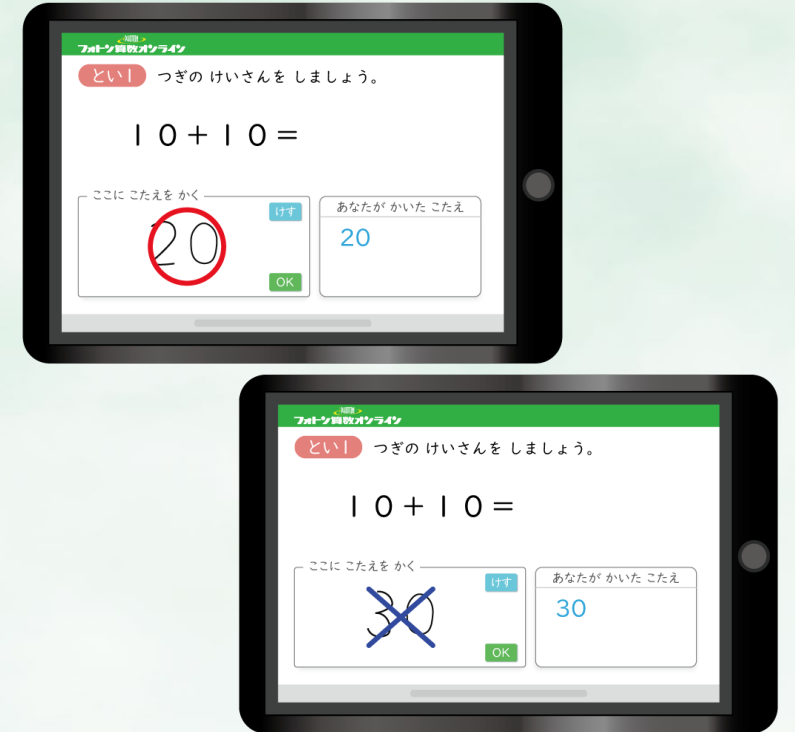 フォトン算数オンライン
とい1 つぎの けいさんを しましょう。
10+10=
ここに こたえを かく
けす
20
OK
あなたが かいた こたえ
20
フォトン算数オンライン
とい1 つぎの けいさんを しましょう。
10+10=
ここに こたえを かく
けす
30
OK
あなたが かいた こたえ
30